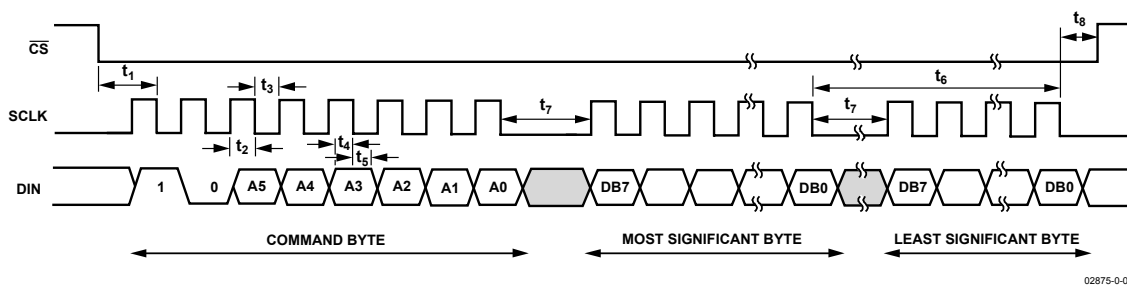 t8
CS
t1
t3
t6
SCLK
t7
t7
t2
t4
t5
DIN
1 0 A5 A4 A3 A2 A1 A0 DB7 DB0 DB7 DB0
COMMAND BYTE MOST SIGNIFICANT BYTE LEAST SIGNIFICANT BYTE